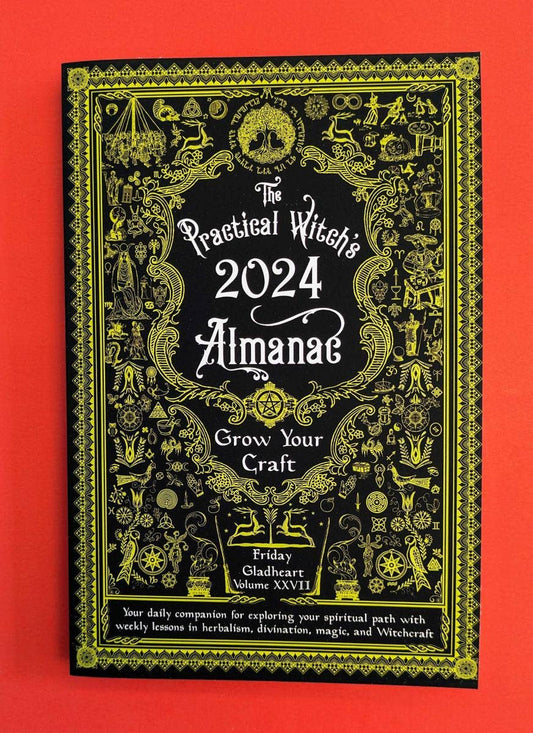 The
Practical Witch's
2024
Almanac
Grow Your
Craft
Friday
Gladheart
Volume XXVII
Your daily companion for exploring your spiritual path with
weekly lessons in herbalism, divination, magic, and Witchcraft